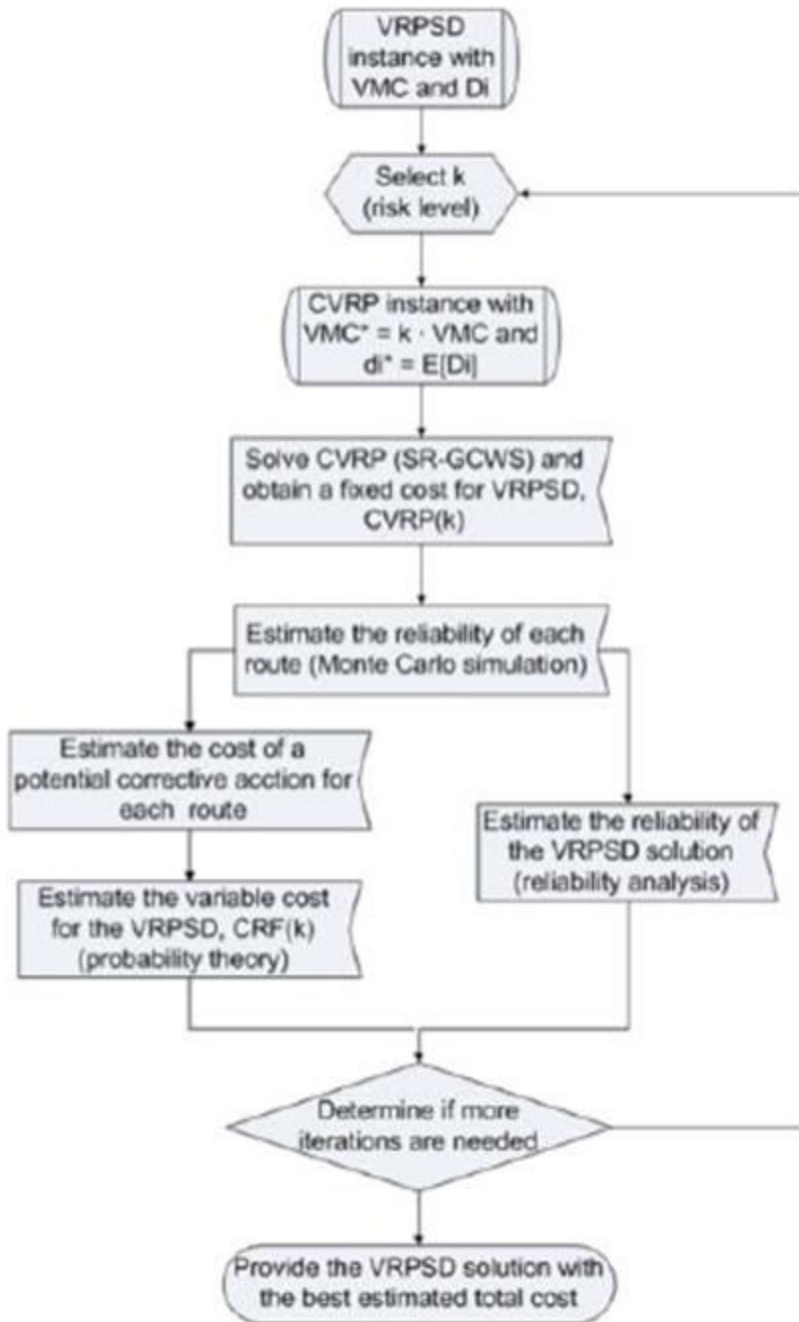 VRPSD
instance with
VMC and Di
Select k
(risk level)
CVRP instance with
VMC* = k · VMC and
di* = E[Di]
Solve CVRP (SR-GCWS) and
obtain a fixed cost for VRPSD,
CVRP(k)
Estimate the reliability of each
route (Monte Carlo simulation)
Estimate the cost of a
potential corrective acction for
each route
Estimate the variable cost
for the VRPSD, CRF(k)
(probability theory)
Estimate the reliability of
the VRPSD solution
(reliability analysis)
Determine if more
iterations are needed
Provide the VRPSD solution with
the best estimated total cost